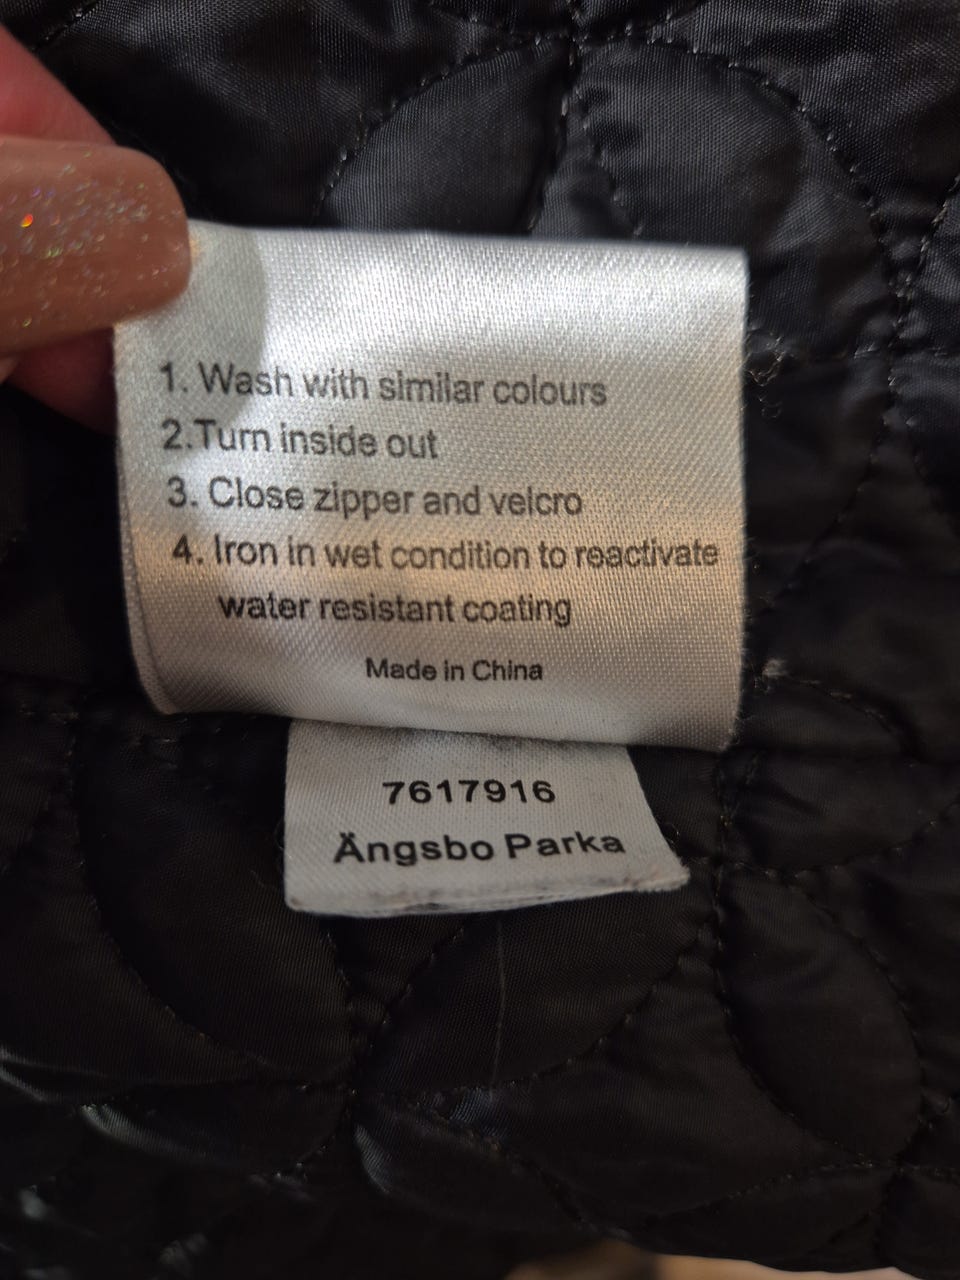 1. Wash with similar colours
2.Turn inside out
3. Close zipper and velcro
4. Iron in wet condition to reactivate
water resistant coating
Made in China
7617916
Ängsbo Parka